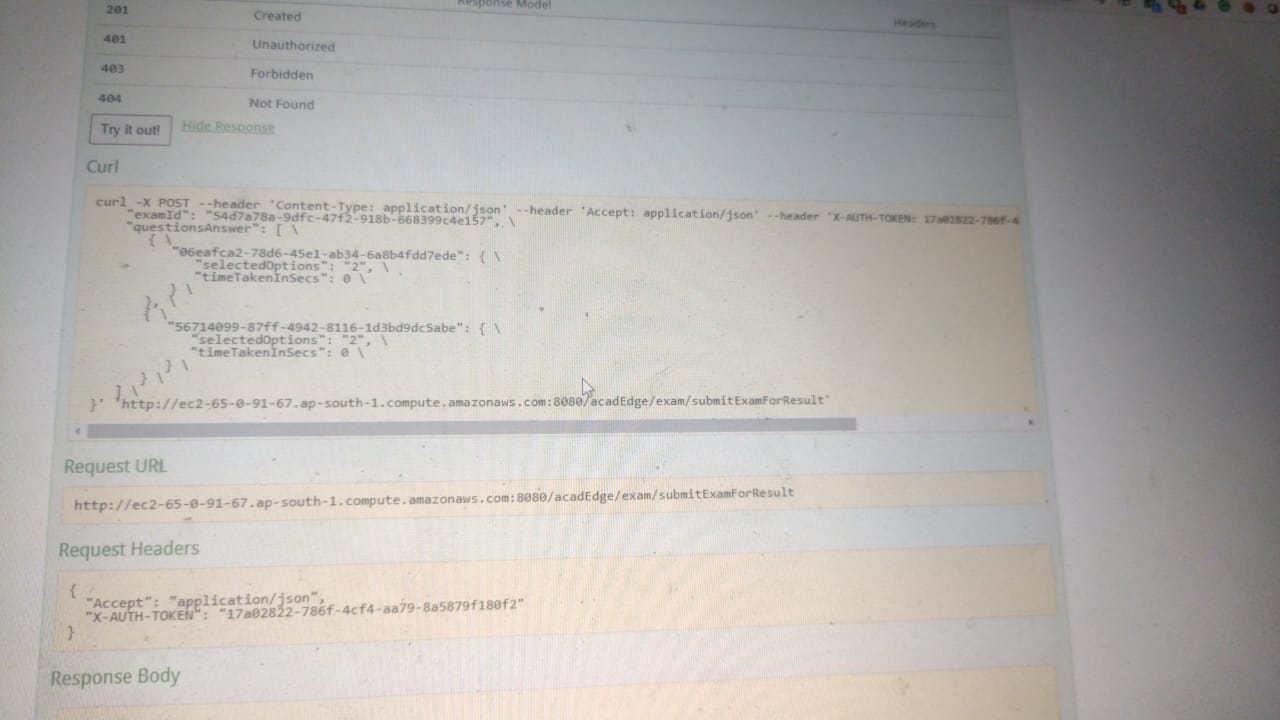 Response Model
Headers
201 Created
401 Unauthorized
403 Forbidden
404 Not Found
Try it out! Hide Response
Curl
curl -X POST --header 'Content-Type: application/json' --header 'Accept: application/json' --header 'X-AUTH-TOKEN: 17a02822-786f-4
"examId": "54d7a78a-9dfc-47f2-918b-668399c4e157", \
"questionsAnswer": [ \
{ \
"06eafca2-78d6-45e1-ab34-6a8b4fdd7ede": { \
"selectedOptions": "2", \
"timeTakenInSecs": 0 \
} \
}, \
{ \
"56714099-87ff-4942-8116-1d3bd9dc5abe": { \
"selectedOptions": "2", \
"timeTakenInSecs": 0 \
} \
} \
] \
}' 'http://ec2-65-0-91-67.ap-south-1.compute.amazonaws.com:8080/acadEdge/exam/submitExamForResult'
Request URL
http://ec2-65-0-91-67.ap-south-1.compute.amazonaws.com:8080/acadEdge/exam/submitExamForResult
Request Headers
{
"Accept": "application/json",
"X-AUTH-TOKEN": "17a02822-786f-4cf4-aa79-8a5879f180f2"
}
Response Body